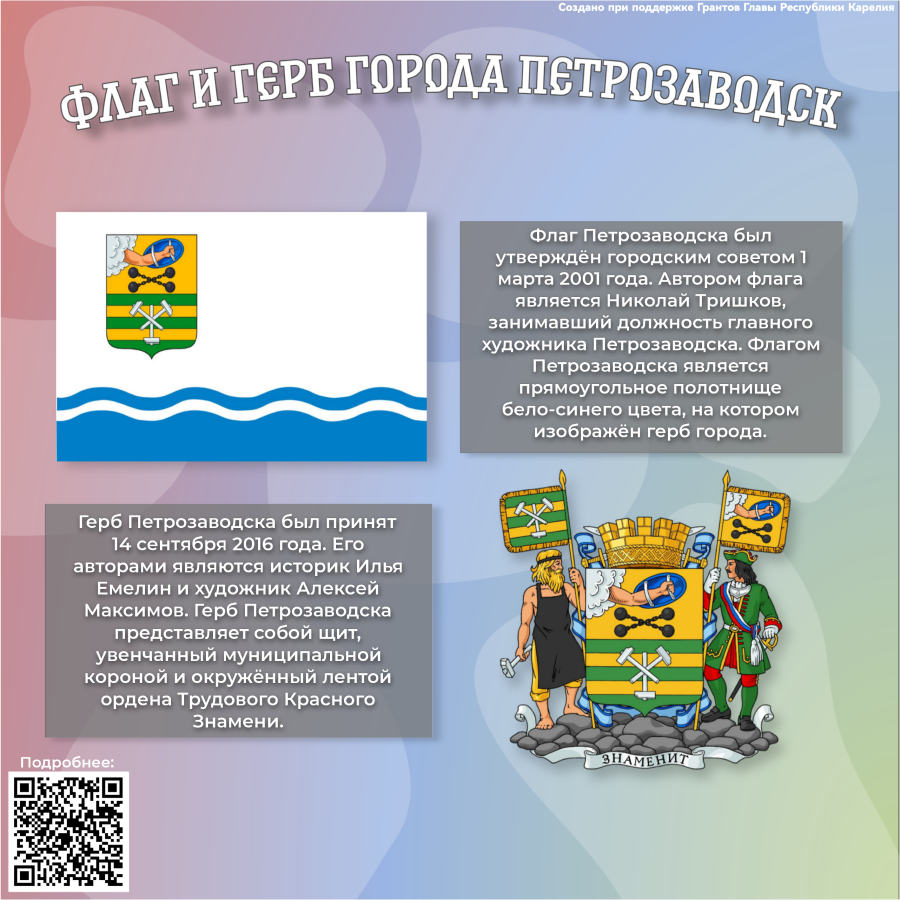 Создано при поддержке Грантов Главы Республики Карелия
ФЛАГ И ГЕРБ ГОРОДА ПЕТРОЗАВОДСК
Флаг Петрозаводска был
утверждён городским советом 1
марта 2001 года. Автором флага
является Николай Тришков,
занимавший должность главного
художника Петрозаводска. Флагом
Петрозаводска является
прямоугольное полотнище
бело-синего цвета, на котором
изображён герб города.
Герб Петрозаводска был принят
14 сентября 2016 года. Его
авторами являются историк Илья
Емелин и художник Алексей
Максимов. Герб Петрозаводска
представляет собой щит,
увенчанный муниципальной
короной и окружённый лентой
ордена Трудового Красного
Знамени.
ЗНАМЕНИТ
Подробнее: